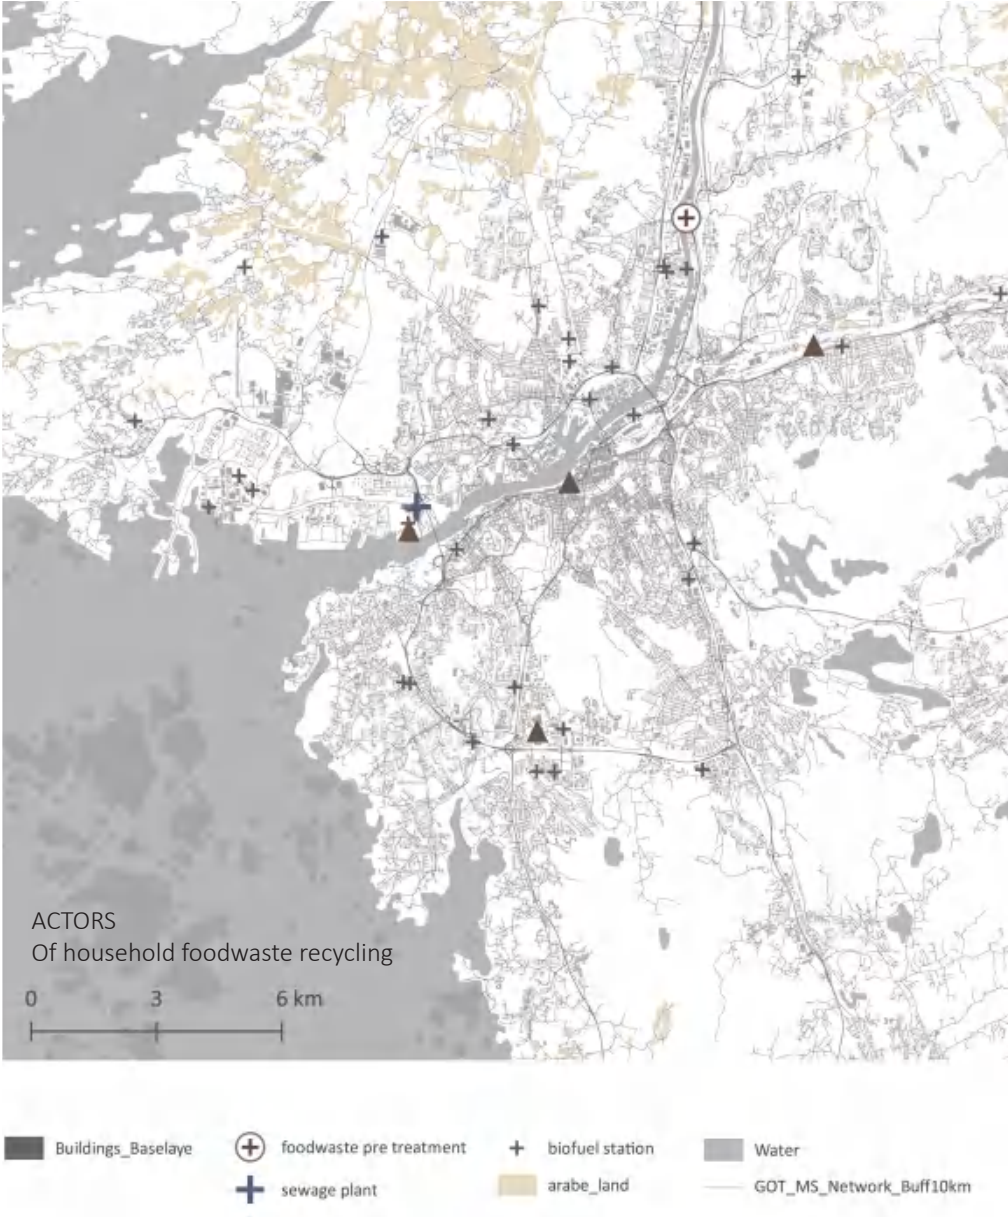 ACTORS
Of household foodwaste recycling
0 3 6 km
Buildings_Baselaye
foodwaste pre treatment
biofuel station
Water
sewage plant
arabe_land
GOT_MS_Network_Buff10km